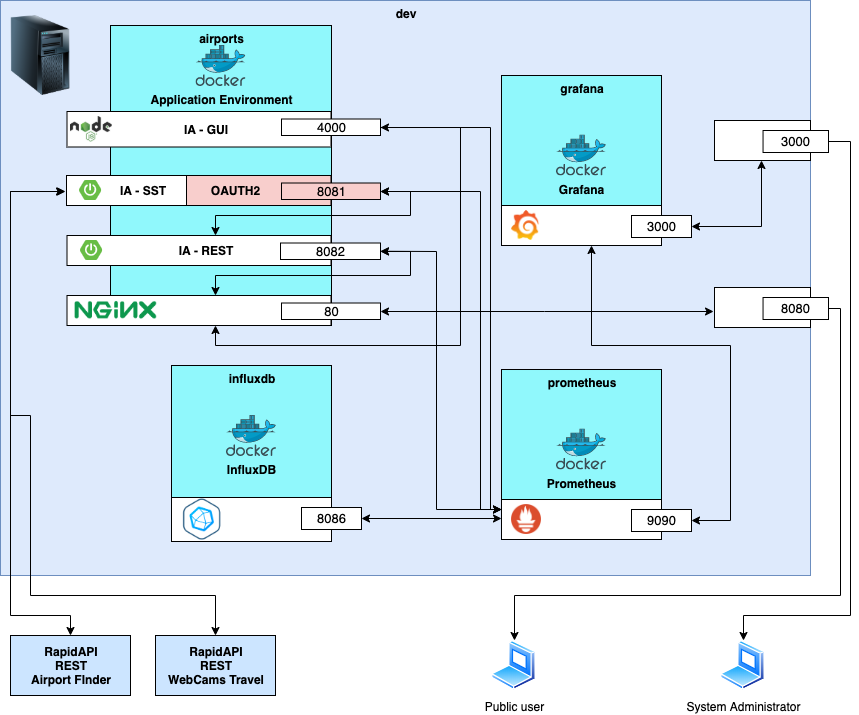 dev
airports
docker
Application Environment
node
JS
IA - GUI
4000
IA - SST
OAUTH2
8081
IA - REST
8082
NGINX
80
grafana
docker
Grafana
3000
3000
8080
influxdb
docker
InfluxDB
8086
prometheus
docker
Prometheus
9090
RapidAPI
REST
Airport FInder
RapidAPI
REST
WebCams Travel
Public user
System Administrator